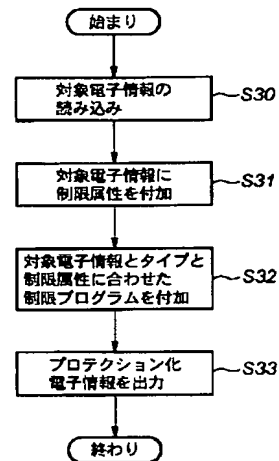 始まり
対象電子情報の
読み込み
S30
対象電子情報に
制限属性を付加
S31
対象電子情報とタイプと
制限属性に合わせた
制限プログラムを付加
S32
プロテクション化
電子情報を出力
S33
終わり